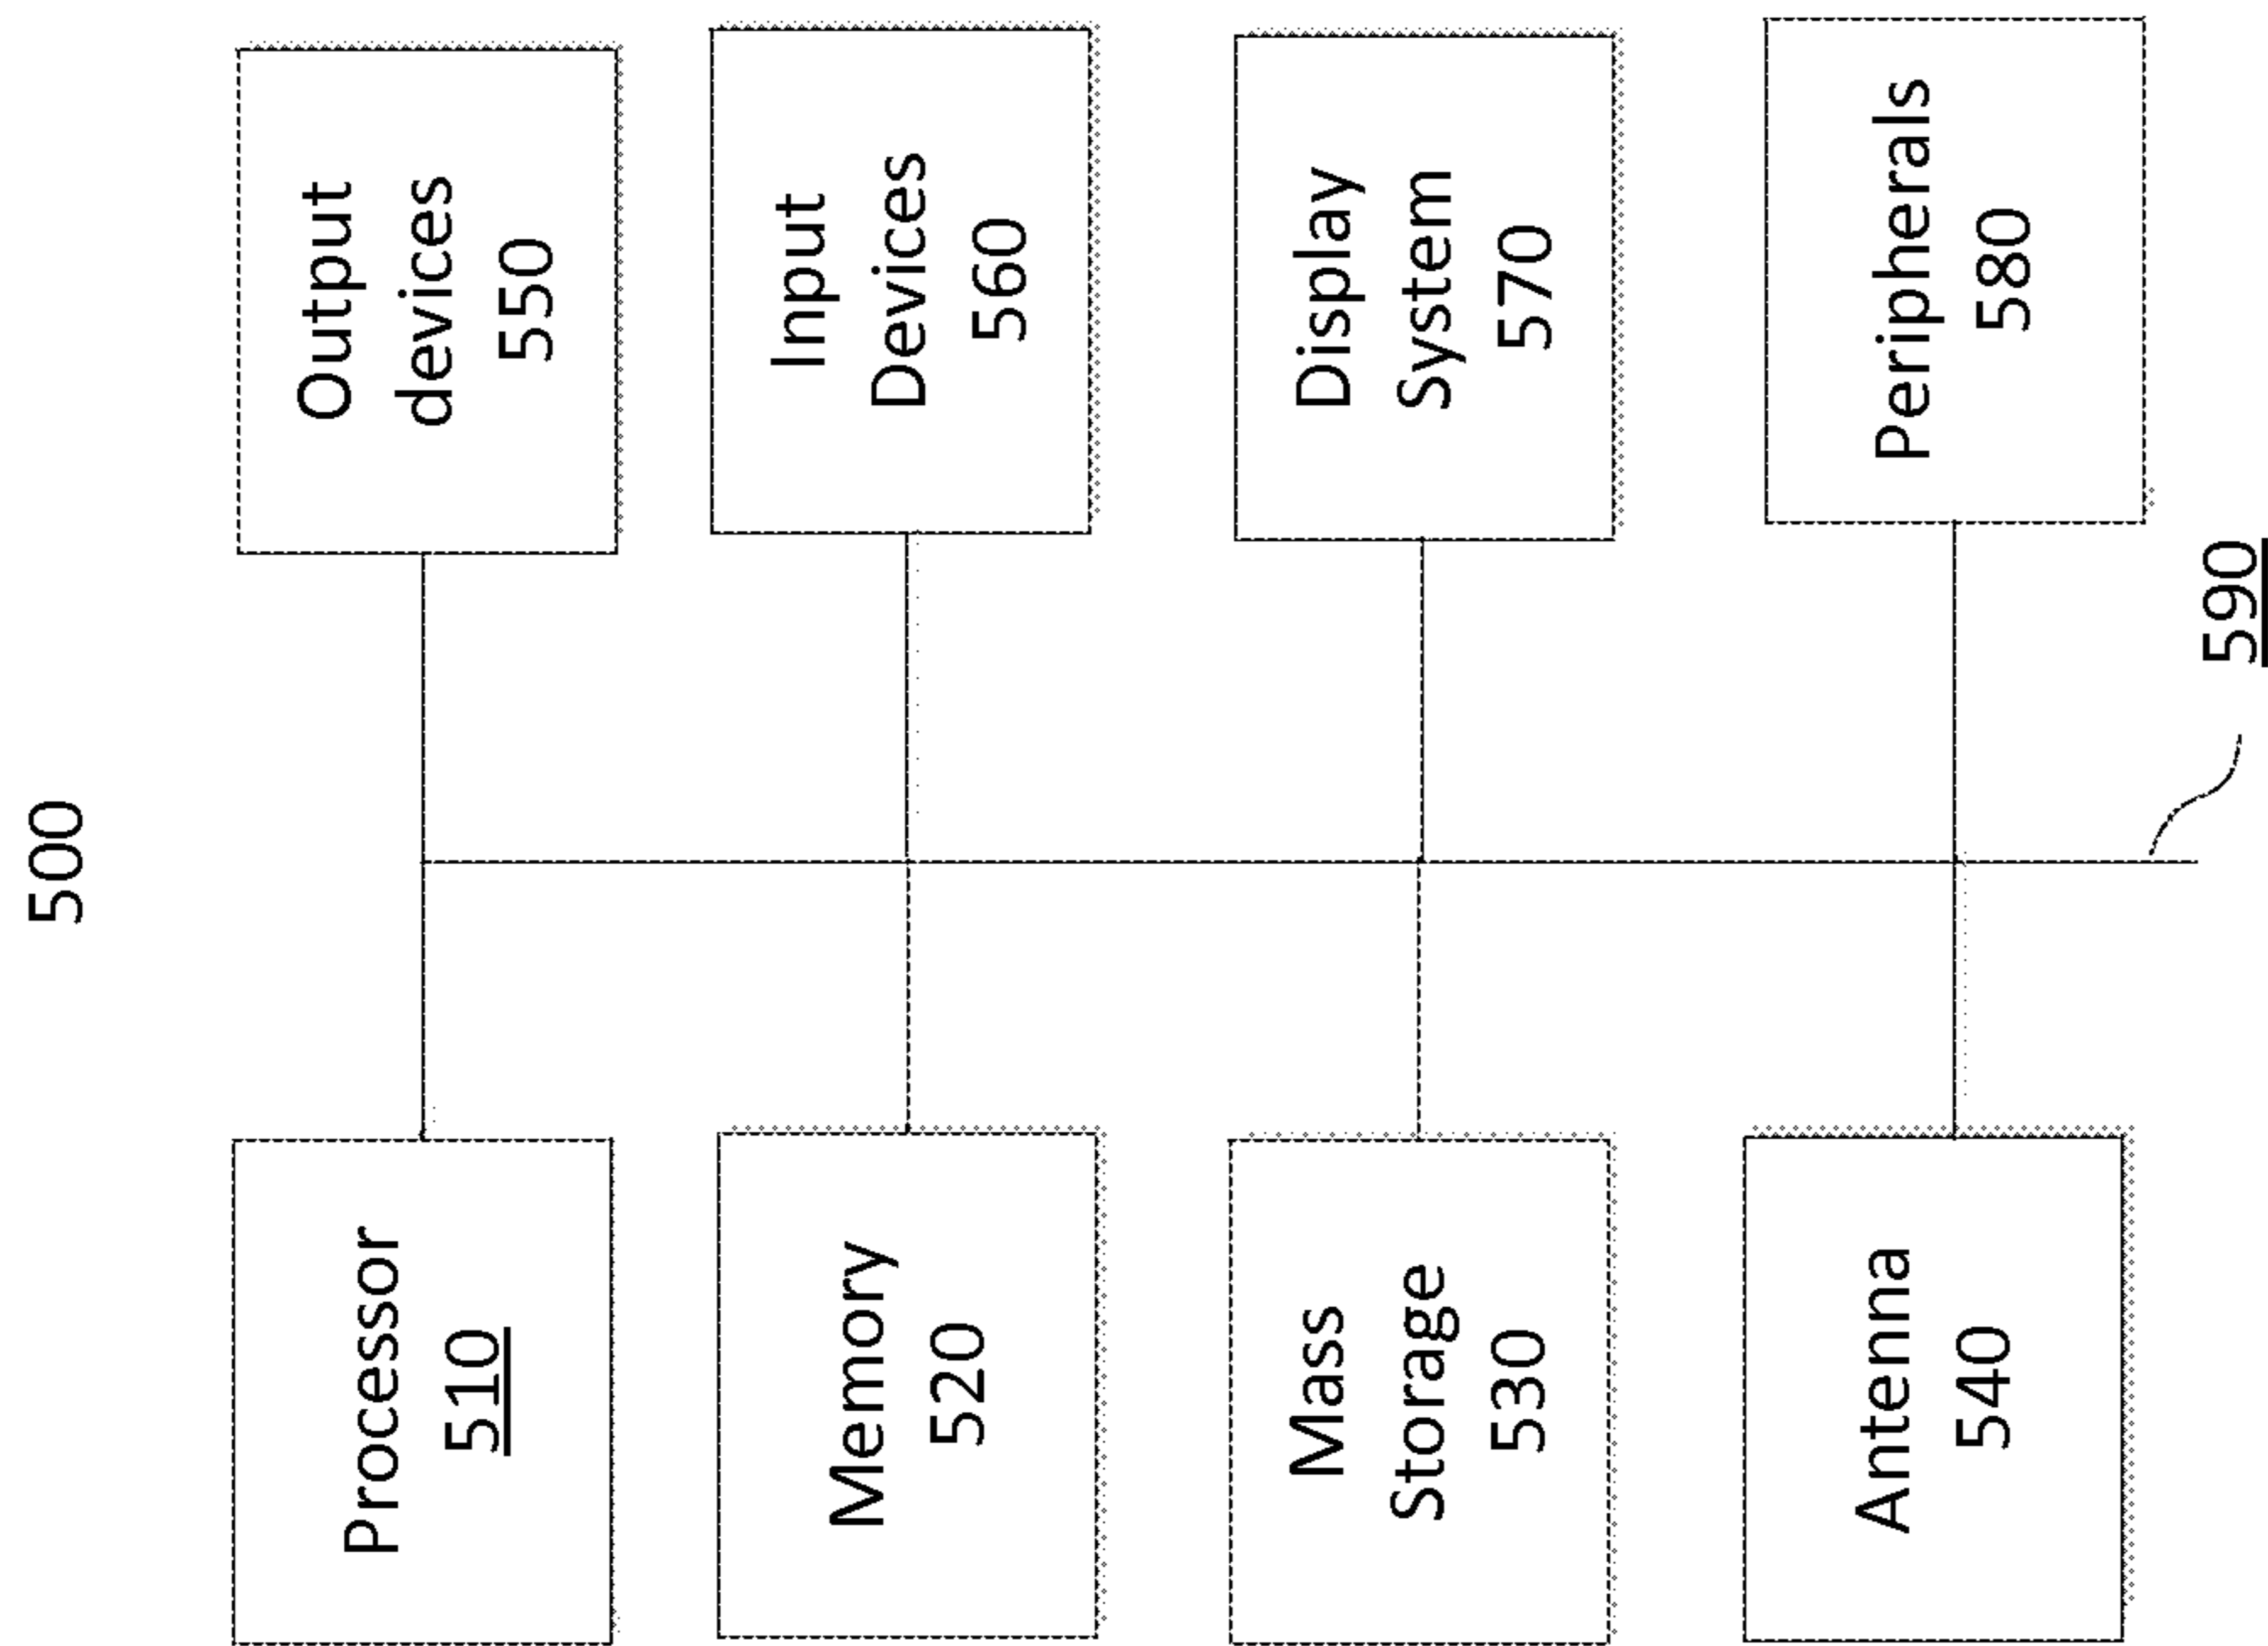 500
Processor
510
Memory
520
Mass
Storage
530
Antenna
540
Output
devices
550
Input
Devices
560
Display
System
570
Peripherals
580
590